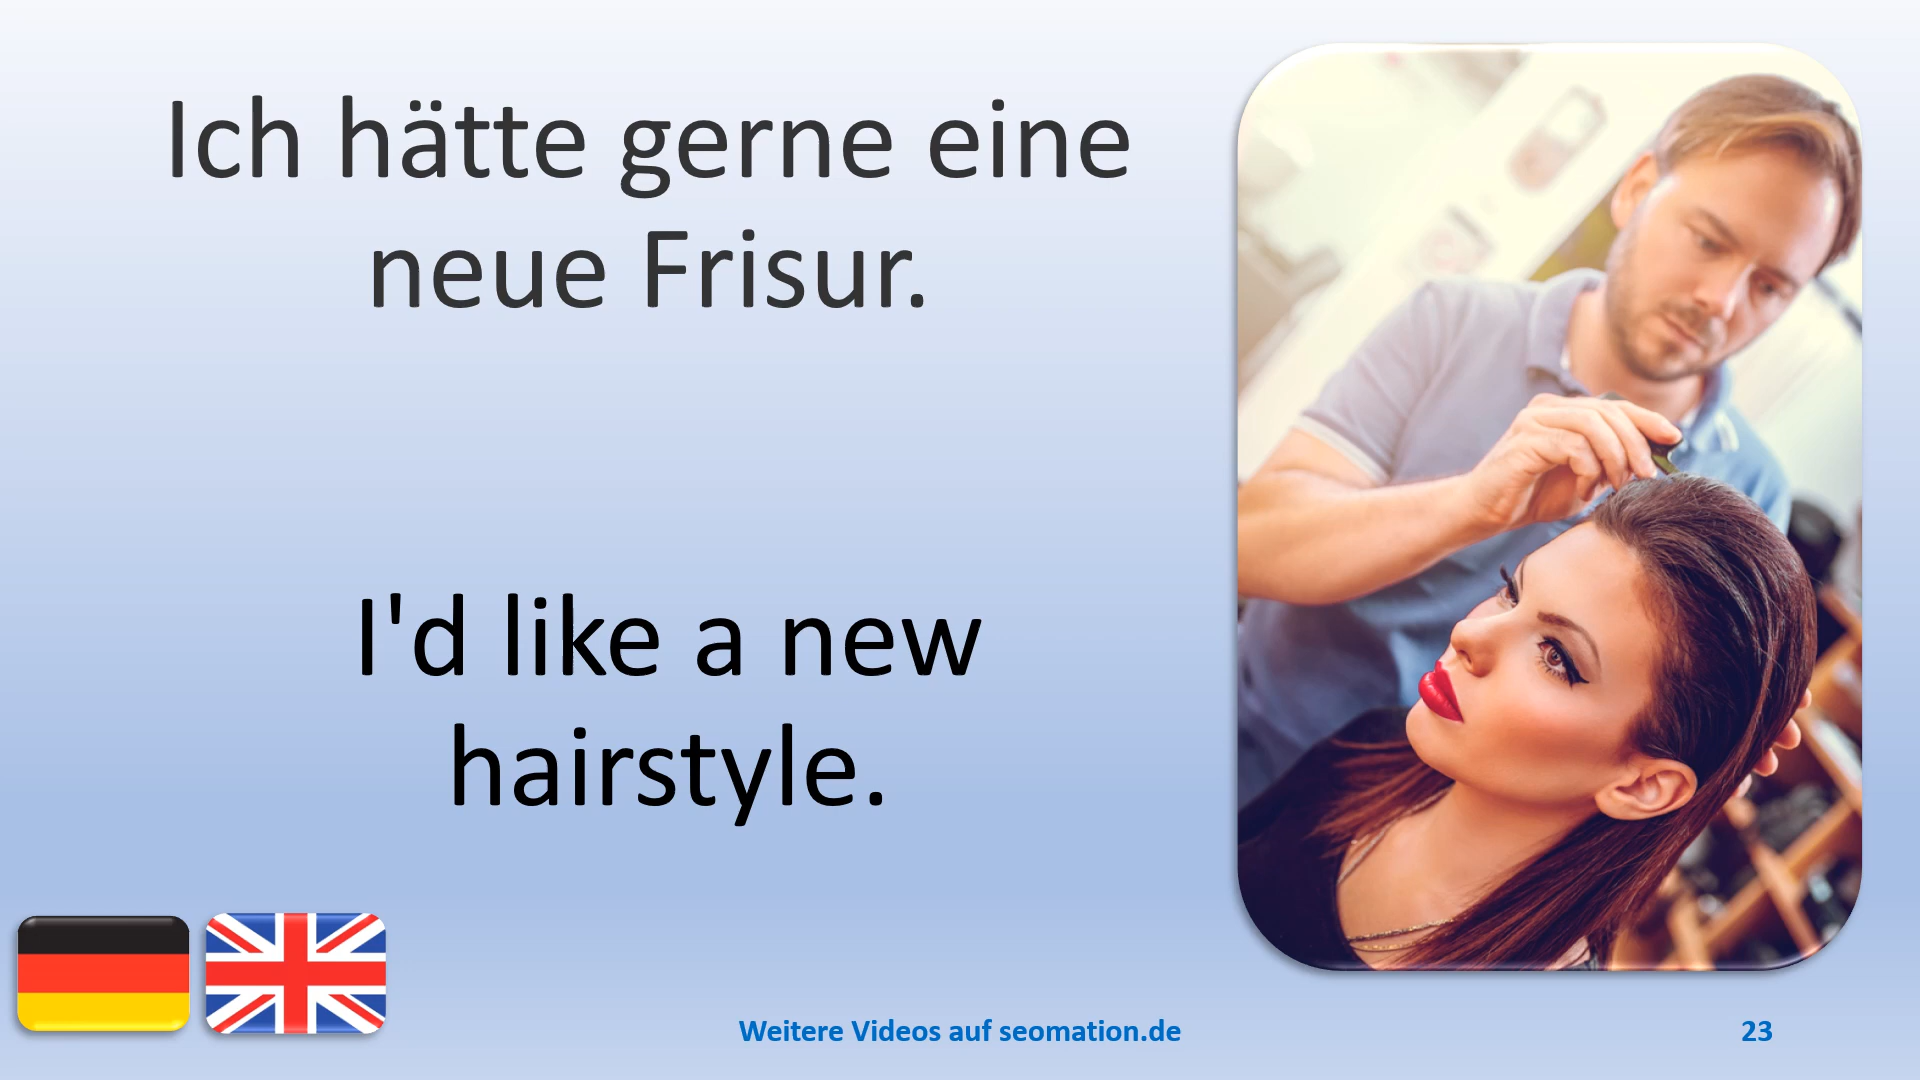 Ich hätte gerne eine
neue Frisur.
I'd like a new
hairstyle.
Weitere Videos auf seomation.de
23